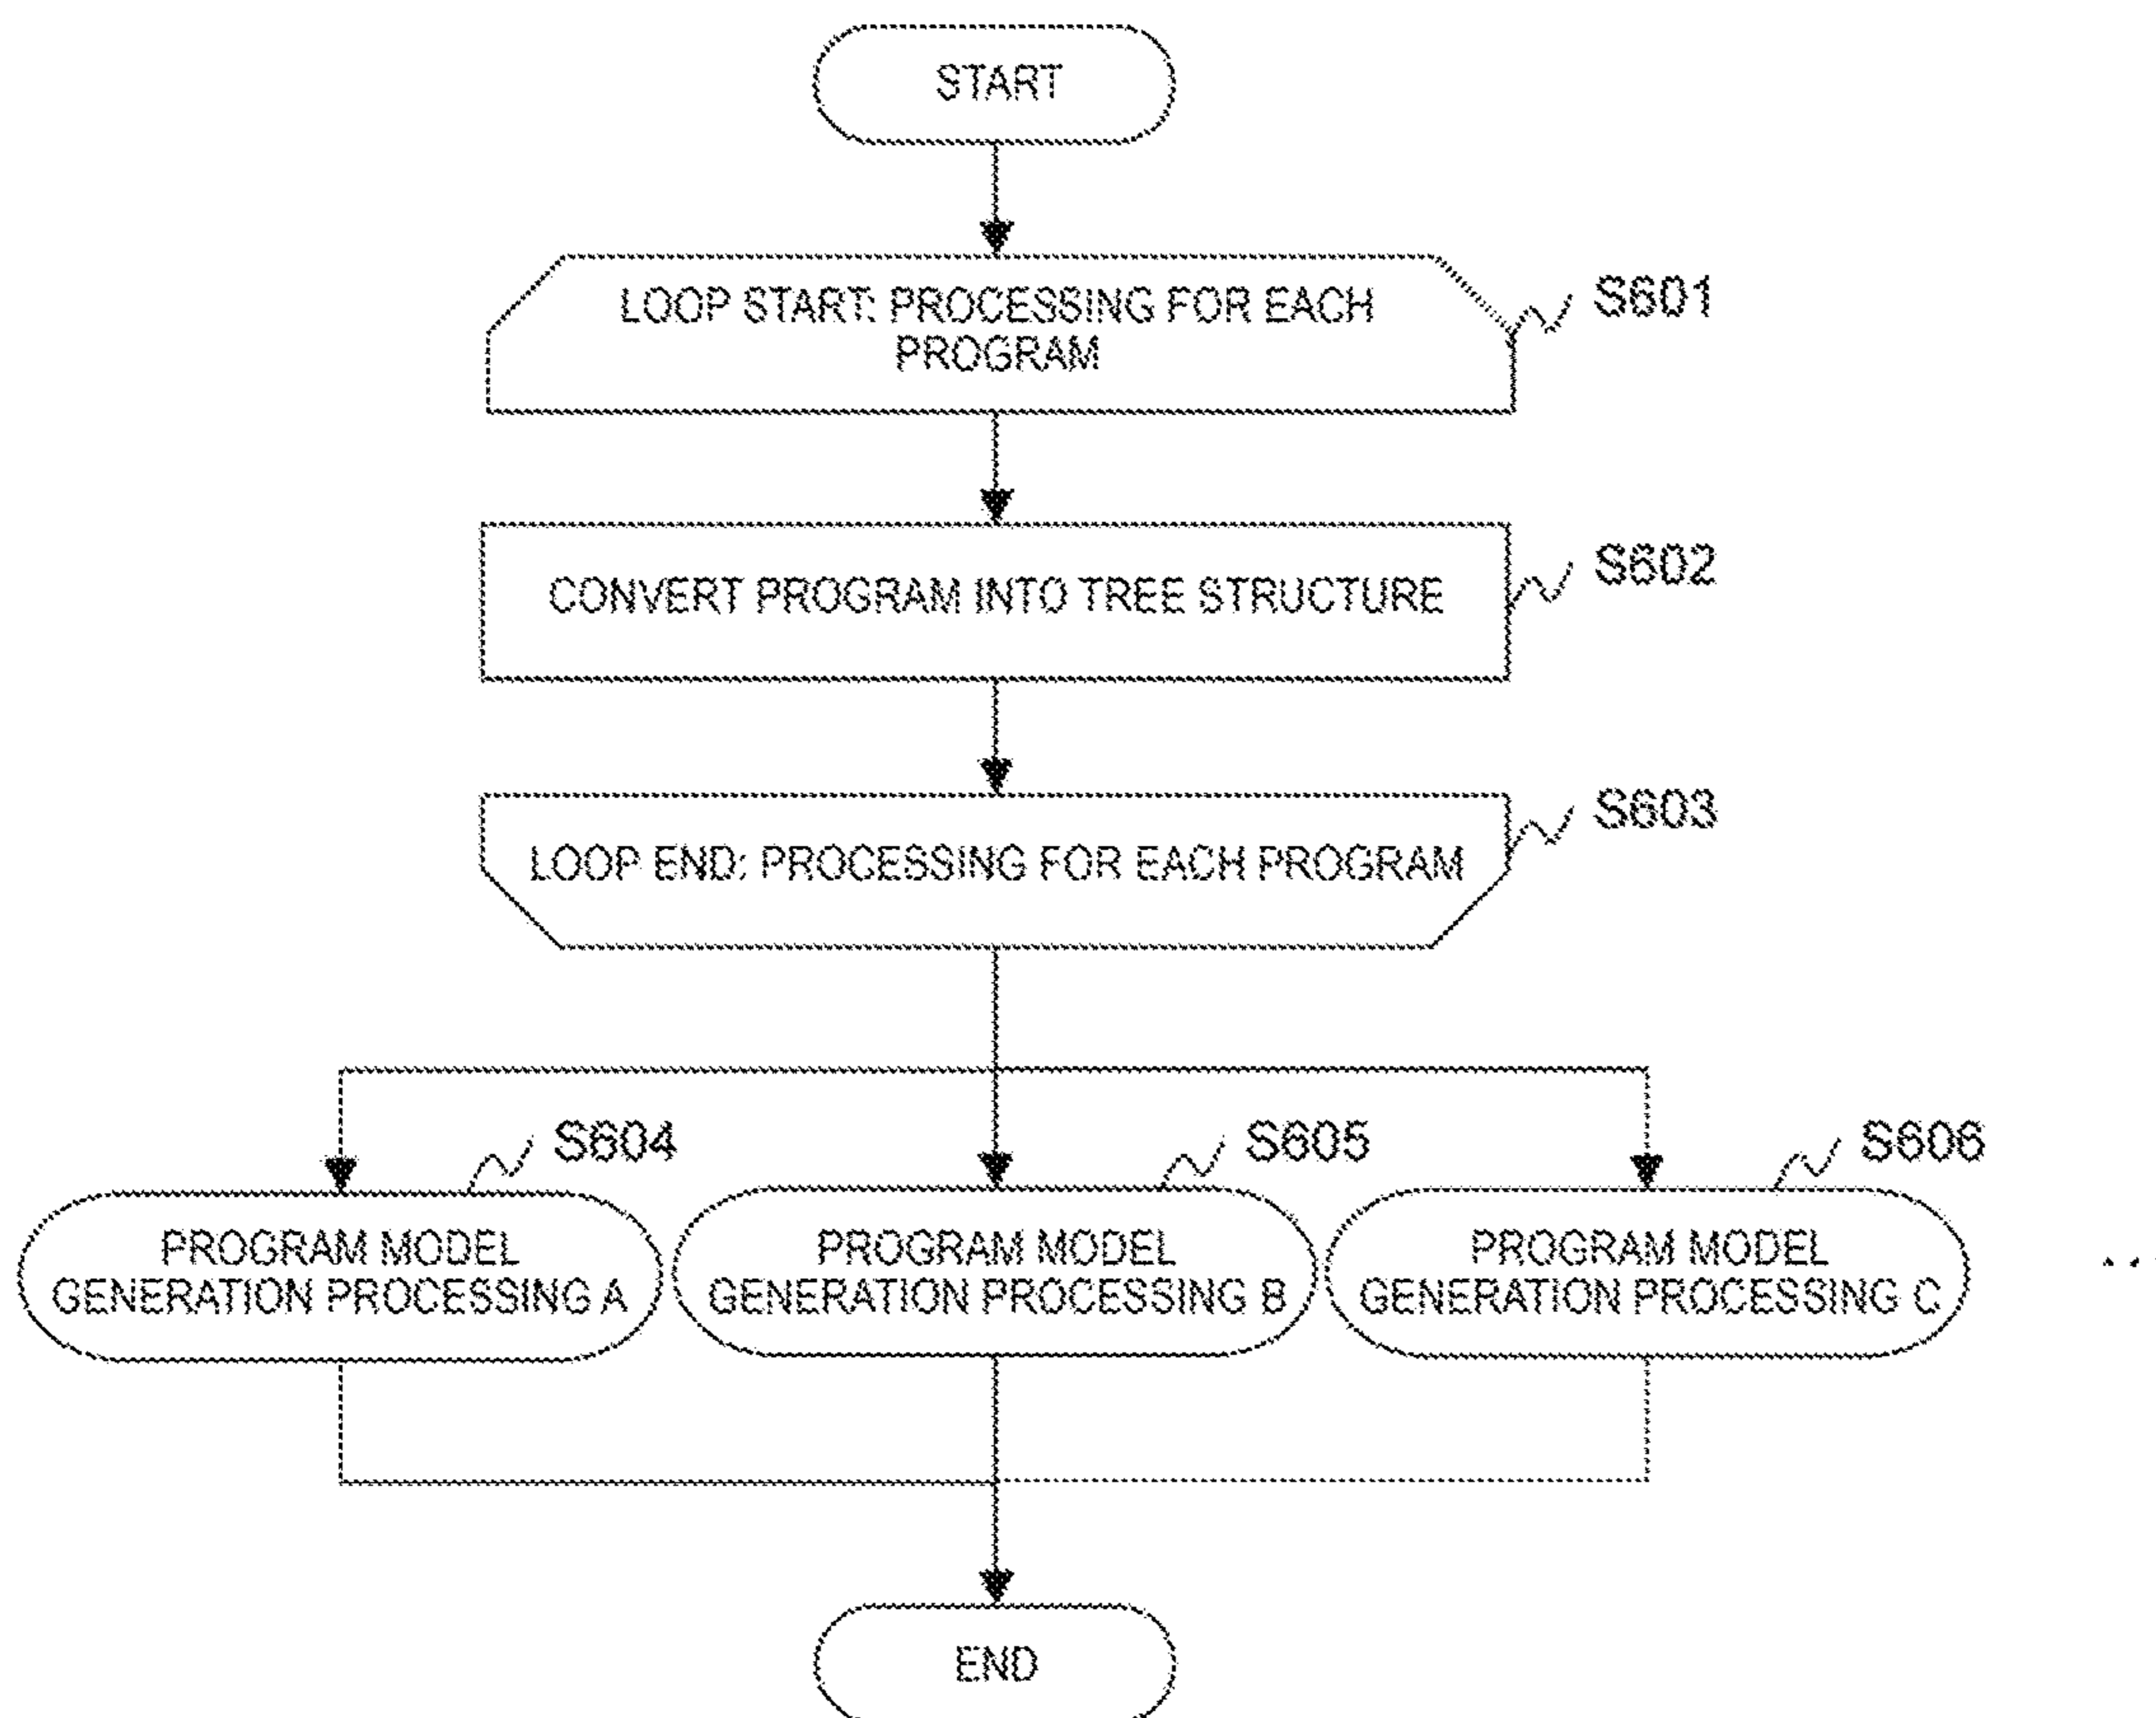 START
LOOP START: PROCESSING FOR EACH
PROGRAM
S601
CONVERT PROGRAM INTO TREE STRUCTURE
S602
LOOP END: PROCESSING FOR EACH PROGRAM
S603
S604
PROGRAM MODEL
GENERATION PROCESSING A
S605
PROGRAM MODEL
GENERATION PROCESSING B
S606
PROGRAM MODEL
GENERATION PROCESSING C
END